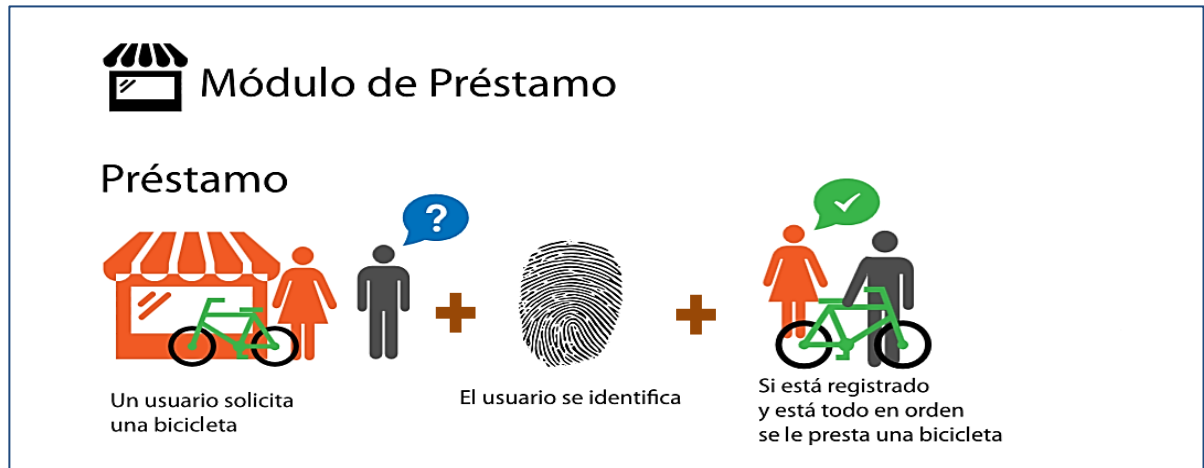 Módulo de Préstamo
Préstamo
?
Un usuario solicita
una bicicleta
El usuario se identifica
Si está registrado
y está todo en orden
se le presta una bicicleta